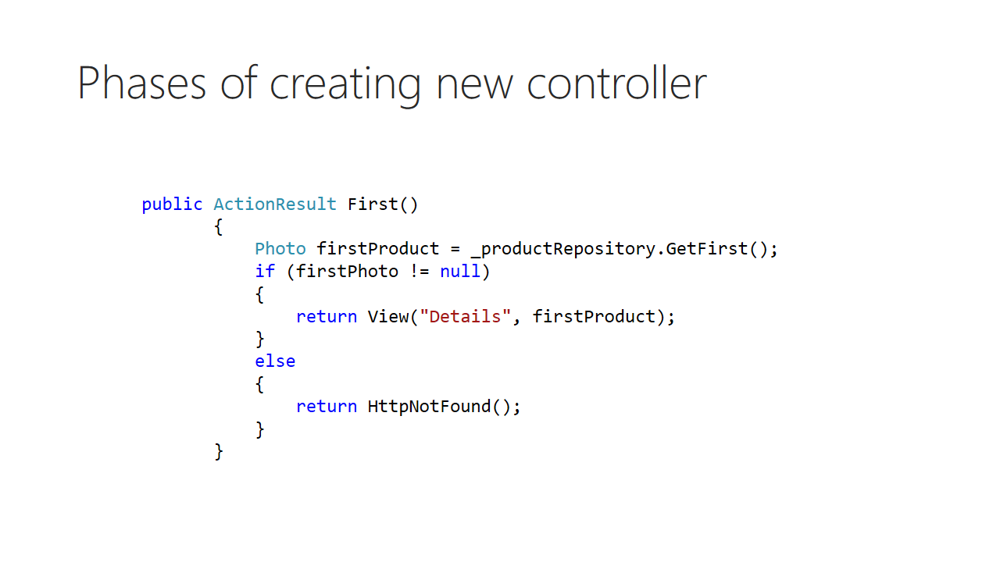 Phases of creating new controller
public ActionResult First()
{
Photo firstProduct = _productRepository.GetFirst();
if (firstPhoto != null)
{
return View("Details", firstProduct);
}
else
{
return HttpNotFound();
}
}